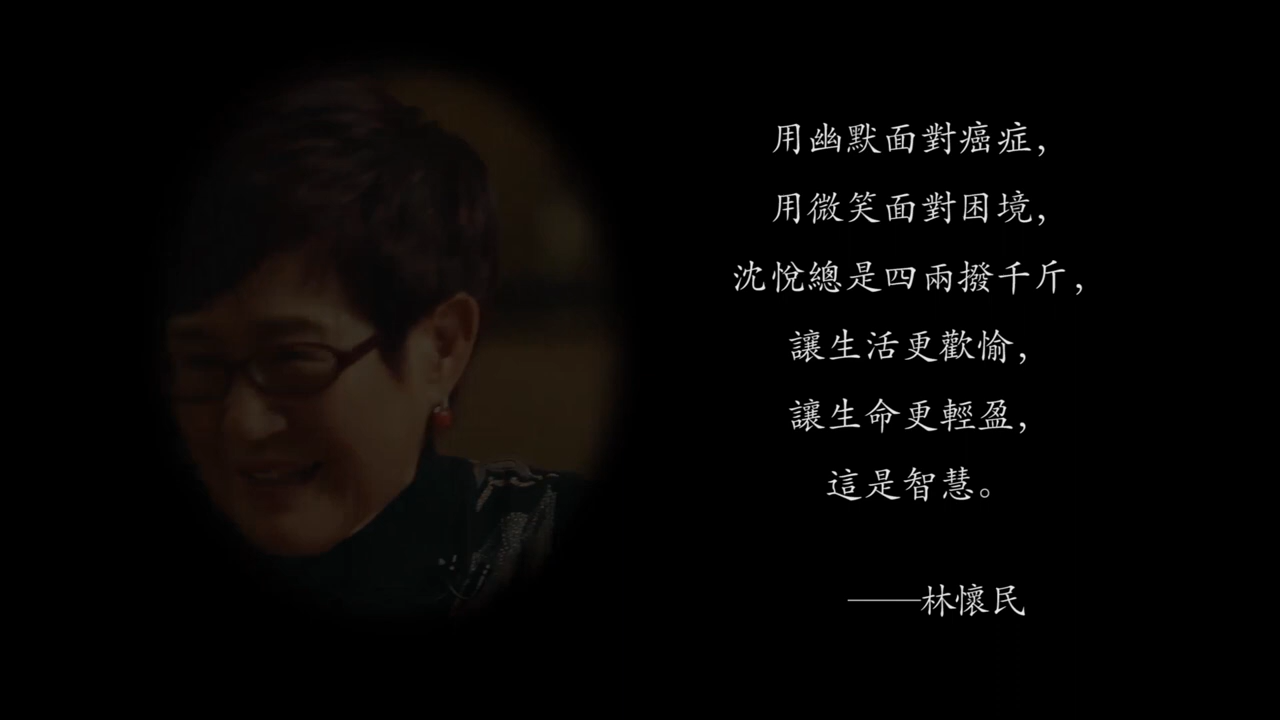 用幽默面對癌症，
用微笑面對困境，
沈悅總是四兩撥千斤，
讓生活更歡愉，
讓生命更輕盈，
這是智慧。
——林懷民